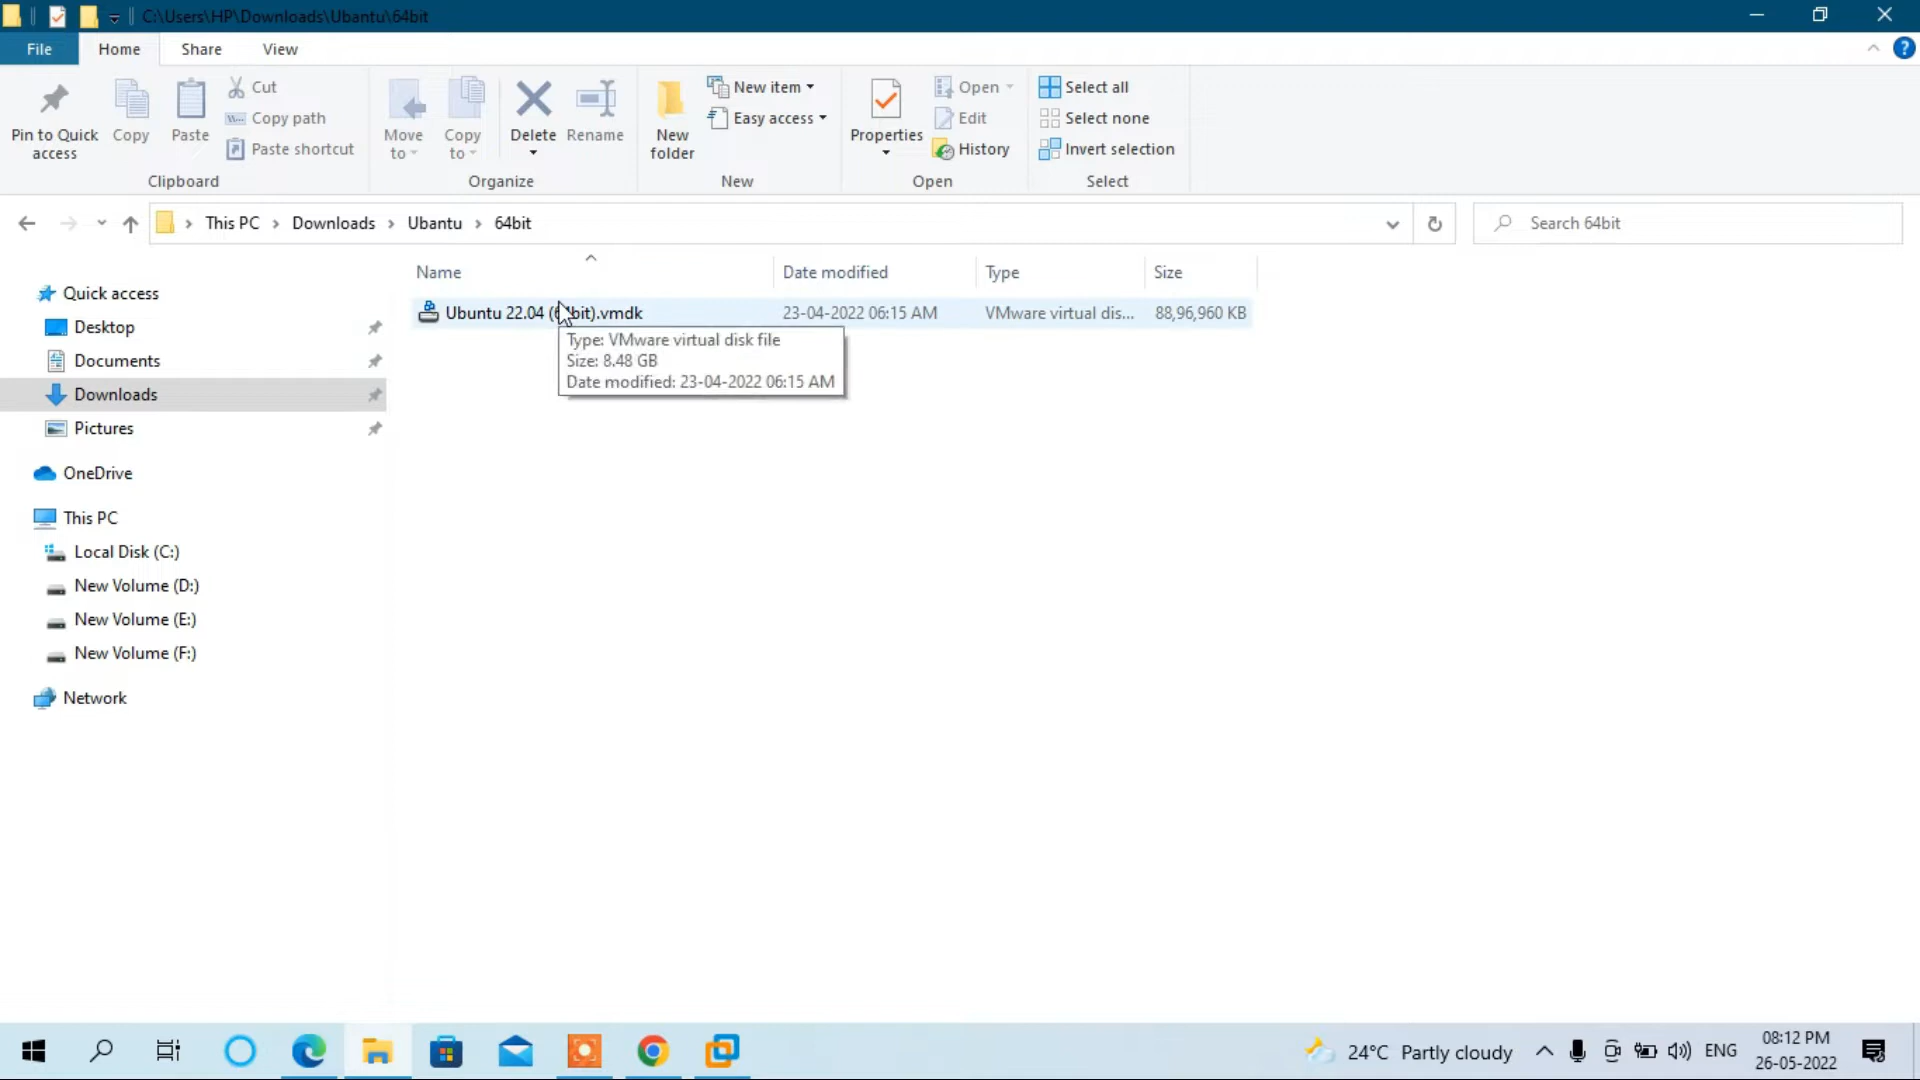 C:\Users\HP\Downloads\Ubantu\64bit
File Home Share View
Pin to Quick access
Copy
Paste
Cut
Copy path
Paste shortcut
Clipboard
Move to
Copy to
Delete
Rename
Organize
New folder
New item
Easy access
New
Properties
Open
Edit
History
Open
Select all
Select none
Invert selection
Select
This PC Downloads Ubantu 64bit
Search 64bit
Name Date modified Type Size
Ubuntu 22.04 (64bit).vmdk 23-04-2022 06:15 AM VMware virtual dis... 88,96,960 KB
Type: VMware virtual disk file
Size: 8.48 GB
Date modified: 23-04-2022 06:15 AM
Quick access
Desktop
Documents
Downloads
Pictures
OneDrive
This PC
Local Disk (C:)
New Volume (D:)
New Volume (E:)
New Volume (F:)
Network
24°C Partly cloudy
ENG
08:12 PM
26-05-2022